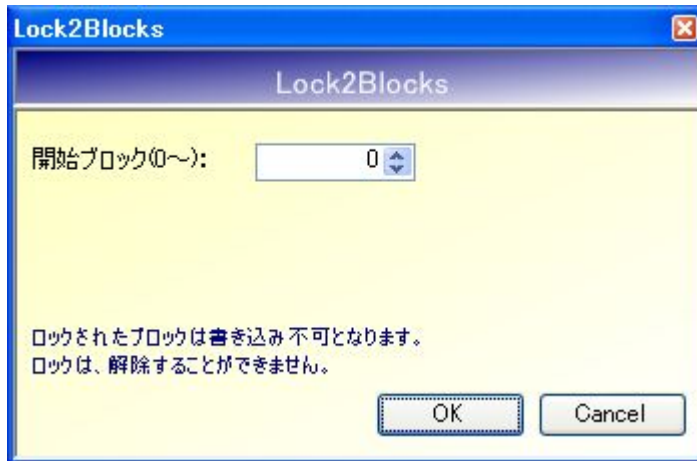 Lock2Blocks
Lock2Blocks
開始ブロック(0～):
0
ロックされたブロックは書き込み不可となります。
ロックは、解除することができません。
OK
Cancel